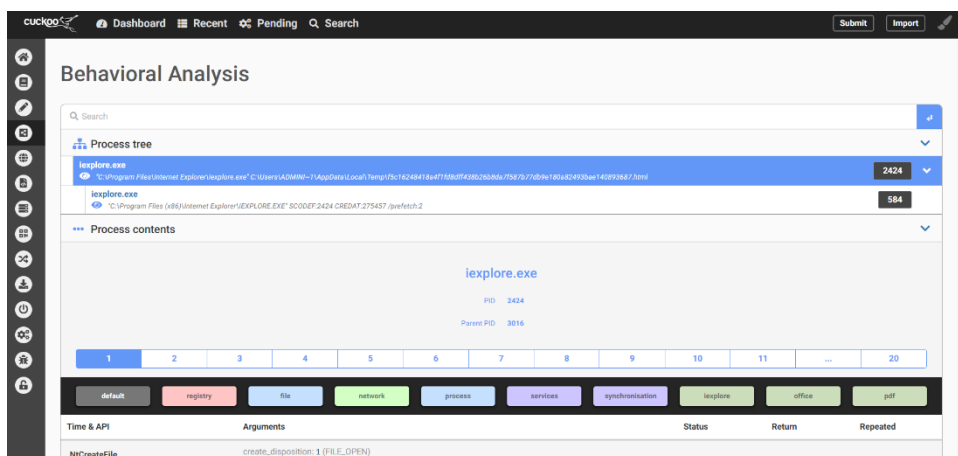 cuckoo Dashboard Recent Pending Search Submit Import
Behavioral Analysis
Search
Process tree
iexplore.exe
"C:\Program Files\Internet Explorer\iexplore.exe" C:\Users\ADMINI~1\AppData\Local\Temp\f5c16248418a4f1fd8dff438b26b8da7f587b77db9e180a82493bae140893687.html
2424
iexplore.exe
"C:\Program Files (x86)\Internet Explorer\IEXPLORE.EXE" SCODEF:2424 CREDAT:275457 /prefetch:2
584
Process contents
iexplore.exe
PID 2424
Parent PID 3016
1 2 3 4 5 6 7 8 9 10 11 ... 20
default registry file network process services synchronisation iexplore office pdf
Time & API Arguments Status Return Repeated
NtCreateFile create_disposition: 1 (FILE_OPEN)